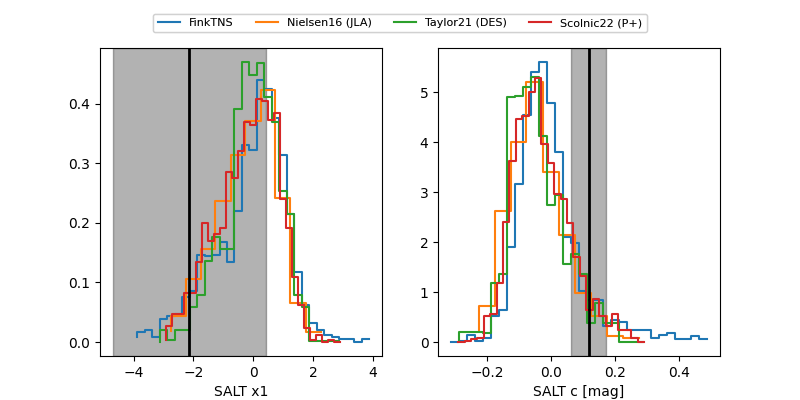 FinkTNS Nielsen16 (JLA) Taylor21 (DES) Scolnic22 (P+)
0.4
0.3
0.2
0.1
0.0
−4 −2 0 2 4
SALT x1
5
4
3
2
1
0
−0.2 0.0 0.2 0.4
SALT c [mag]